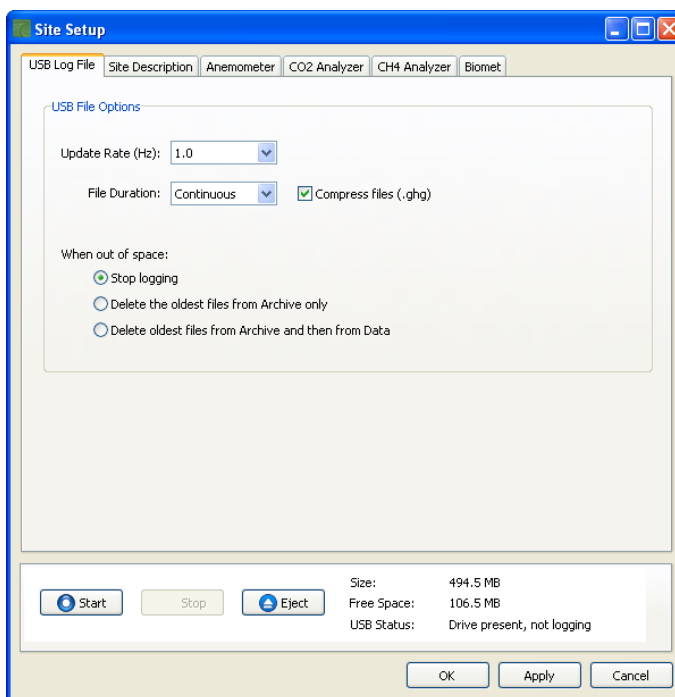 Site Setup
USB Log File Site Description Anemometer CO2 Analyzer CH4 Analyzer Biomet
USB File Options
Update Rate (Hz): 1.0
File Duration: Continuous Compress files (.ghg)
When out of space:
Stop logging
Delete the oldest files from Archive only
Delete oldest files from Archive and then from Data
Size: 494.5 MB
Start Stop Eject Free Space: 106.5 MB
USB Status: Drive present, not logging
OK Apply Cancel